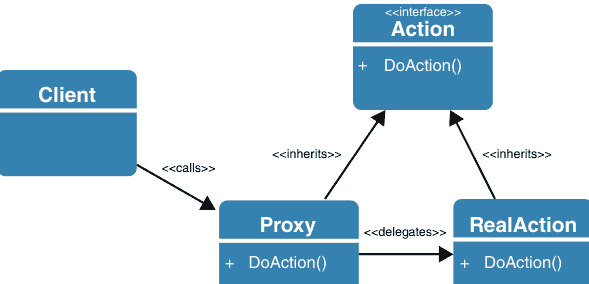 <<interface>>
Action
+ DoAction()
Client
<<calls>>
<<inherits>>
<<inherits>>
Proxy
+ DoAction()
<<delegates>>
RealAction
+ DoAction()